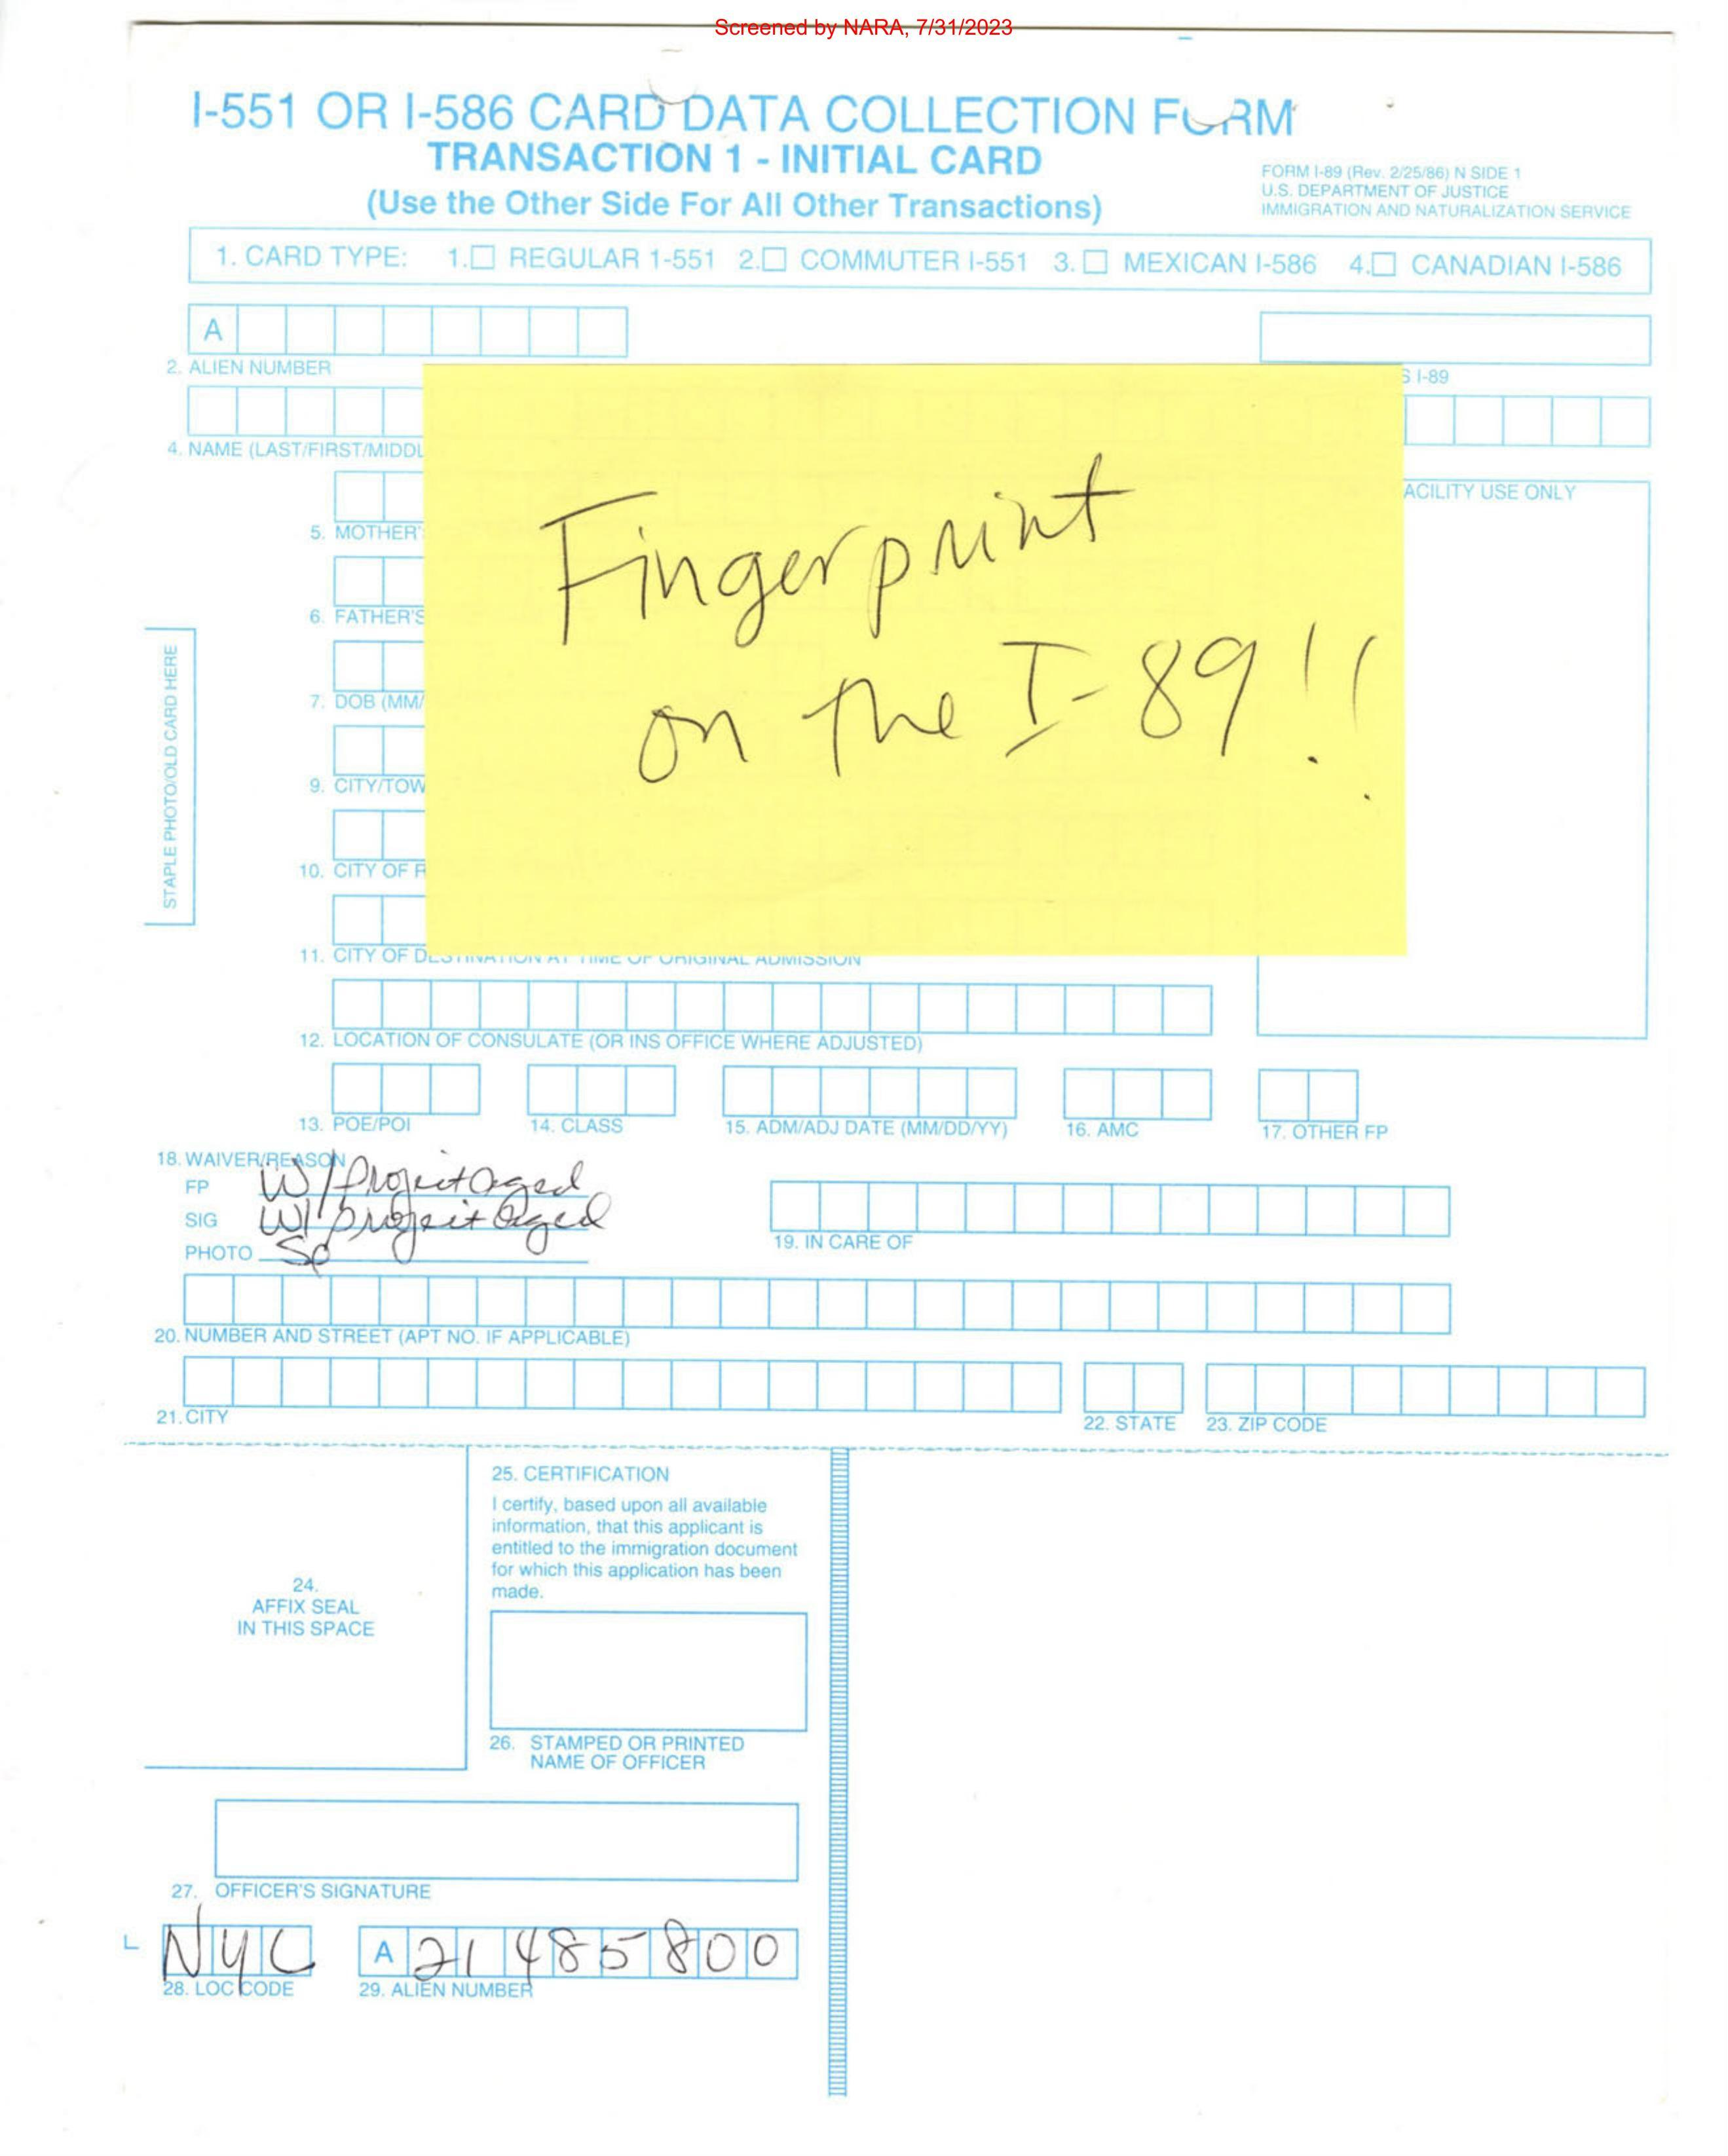 Screened by NARA, 7/31/2023
I-551 OR I-586 CARD DATA COLLECTION FORM
TRANSACTION 1 - INITIAL CARD
(Use the Other Side For All Other Transactions)
FORM I-89 (Rev. 2/25/86) N SIDE 1
U.S. DEPARTMENT OF JUSTICE
IMMIGRATION AND NATURALIZATION SERVICE
1. CARD TYPE: 1. REGULAR 1-551 2. COMMUTER I-551 3. MEXICAN I-586 4. CANADIAN I-586
A
2. ALIEN NUMBER
S I-89
4. NAME (LAST/FIRST/MIDDL
ACILITY USE ONLY
5. MOTHER'
6. FATHER'S
7. DOB (MM/
9. CITY/TOW
10. CITY OF R
11. CITY OF DESTINATION AT TIME OF ORIGINAL ADMISSION
STAPLE PHOTO/OLD CARD HERE
Fingerprint
on the I-89!!
12. LOCATION OF CONSULATE (OR INS OFFICE WHERE ADJUSTED)
13. POE/POI 14. CLASS 15. ADM/ADJ DATE (MM/DD/YY) 16. AMC 17. OTHER FP
18. WAIVER/REASON
FP W/Project Aged
SIG W/Project Aged
PHOTO
19. IN CARE OF
20. NUMBER AND STREET (APT NO. IF APPLICABLE)
21. CITY 22. STATE 23. ZIP CODE
24.
AFFIX SEAL
IN THIS SPACE
25. CERTIFICATION
I certify, based upon all available
information, that this applicant is
entitled to the immigration document
for which this application has been
made.
26. STAMPED OR PRINTED
NAME OF OFFICER
27. OFFICER'S SIGNATURE
NYC A 21 485 800
28. LOC CODE 29. ALIEN NUMBER